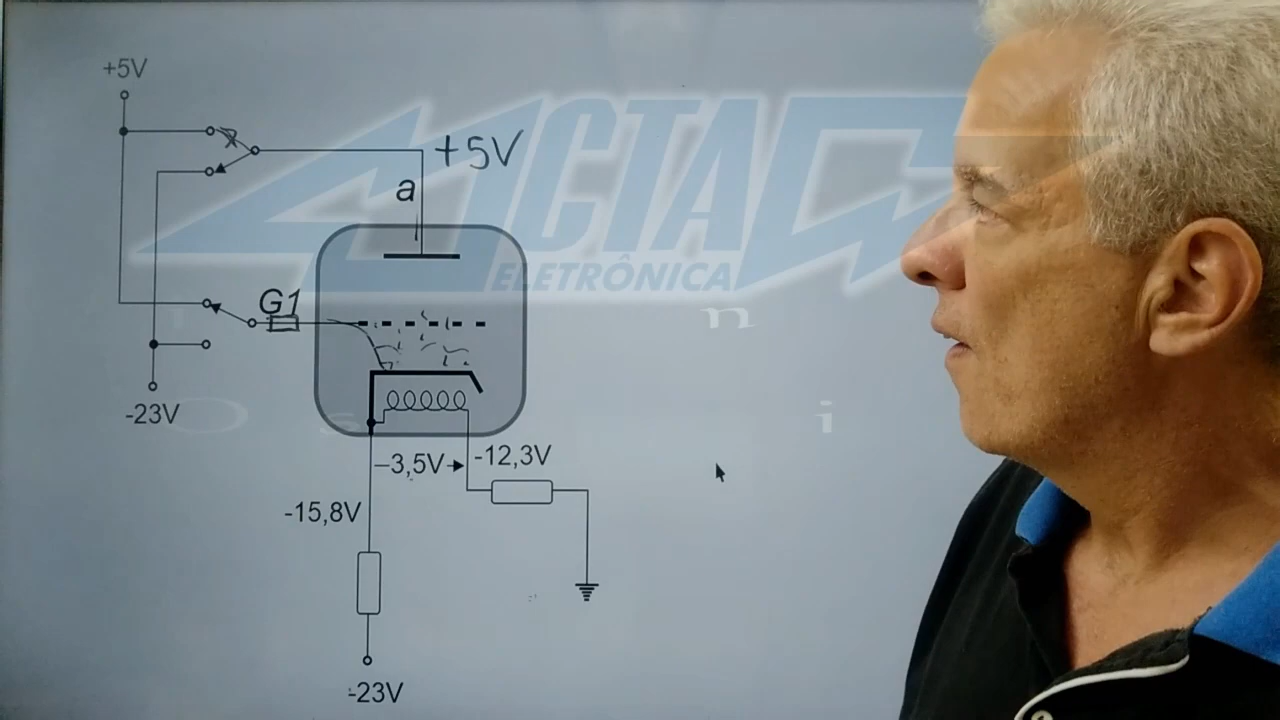 +5V
+5V
a
G1
-23V
-3,5V
-12,3V
-15,8V
-23V
CTA
ELETRÔNICA
n
O s i